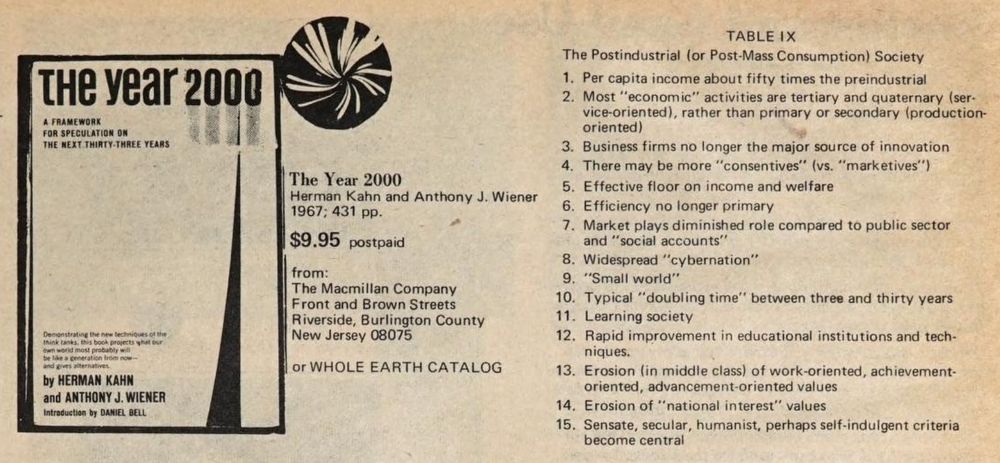 THE year 2000
A FRAMEWORK
FOR SPECULATION ON
THE NEXT THIRTY-THREE YEARS
Demonstrating the new techniques of the
think tanks, this book projects what our
own world most probably will
be like a generation from now—
and gives alternatives.
by HERMAN KAHN
and ANTHONY J. WIENER
Introduction by DANIEL BELL
The Year 2000
Herman Kahn and Anthony J. Wiener
1967; 431 pp.
$9.95 postpaid
from:
The Macmillan Company
Front and Brown Streets
Riverside, Burlington County
New Jersey 08075
or WHOLE EARTH CATALOG
TABLE IX
The Postindustrial (or Post-Mass Consumption) Society
1. Per capita income about fifty times the preindustrial
2. Most "economic" activities are tertiary and quaternary (ser-
vice-oriented), rather than primary or secondary (production-
oriented)
3. Business firms no longer the major source of innovation
4. There may be more "consentives" (vs. "marketives")
5. Effective floor on income and welfare
6. Efficiency no longer primary
7. Market plays diminished role compared to public sector
and "social accounts"
8. Widespread "cybernation"
9. "Small world"
10. Typical "doubling time" between three and thirty years
11. Learning society
12. Rapid improvement in educational institutions and tech-
niques.
13. Erosion (in middle class) of work-oriented, achievement-
oriented, advancement-oriented values
14. Erosion of "national interest" values
15. Sensate, secular, humanist, perhaps self-indulgent criteria
become central